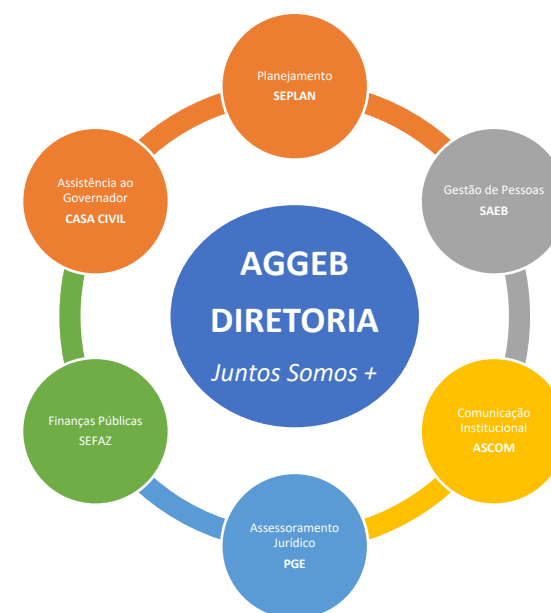 Planejamento
SEPLAN
Assistência ao
Governador
CASA CIVIL
Gestão de Pessoas
SAEB
AGGEB
DIRETORIA
Juntos Somos +
Finanças Públicas
SEFAZ
Comunicação
Institucional
ASCOM
Assessoramento
Jurídico
PGE